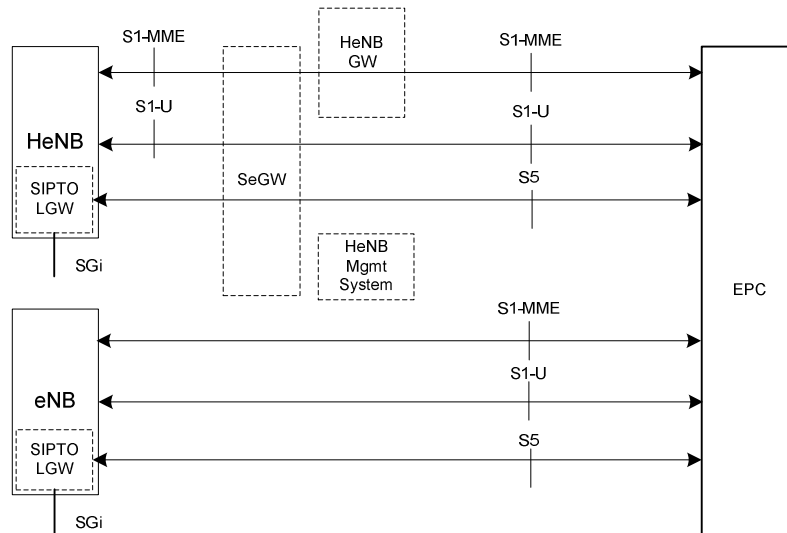 S1-MME
HeNB
GW
S1-MME
S1-U
S1-U
HeNB
SeGW
S5
SIPTO
LGW
HeNB
Mgmt
System
SGi
EPC
S1-MME
S1-U
eNB
S5
SIPTO
LGW
SGi